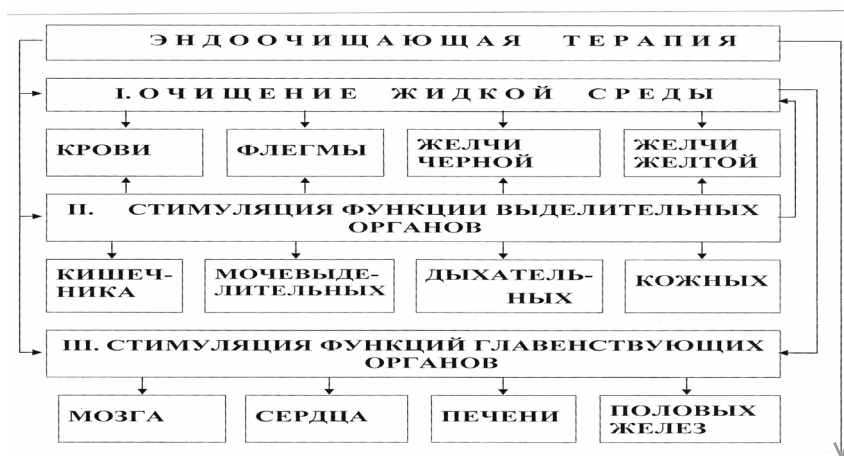 ЭНДООЧИЩАЮЩАЯ ТЕРАПИЯ
I. ОЧИЩЕНИЕ ЖИДКОЙ СРЕДЫ
КРОВИ
ФЛЕГМЫ
ЖЕЛЧИ
ЧЕРНОЙ
ЖЕЛЧИ
ЖЕЛТОЙ
II. СТИМУЛЯЦИЯ ФУНКЦИИ ВЫДЕЛИТЕЛЬНЫХ
ОРГАНОВ
КИШЕЧ-
НИКА
МОЧЕВЫДЕ-
ЛИТЕЛЬНЫХ
ДЫХАТЕЛЬ-
НЫХ
КОЖНЫХ
III. СТИМУЛЯЦИЯ ФУНКЦИЙ ГЛАВЕНСТВУЮЩИХ
ОРГАНОВ
МОЗГА
СЕРДЦА
ПЕЧЕНИ
ПОЛОВЫХ
ЖЕЛЕЗ